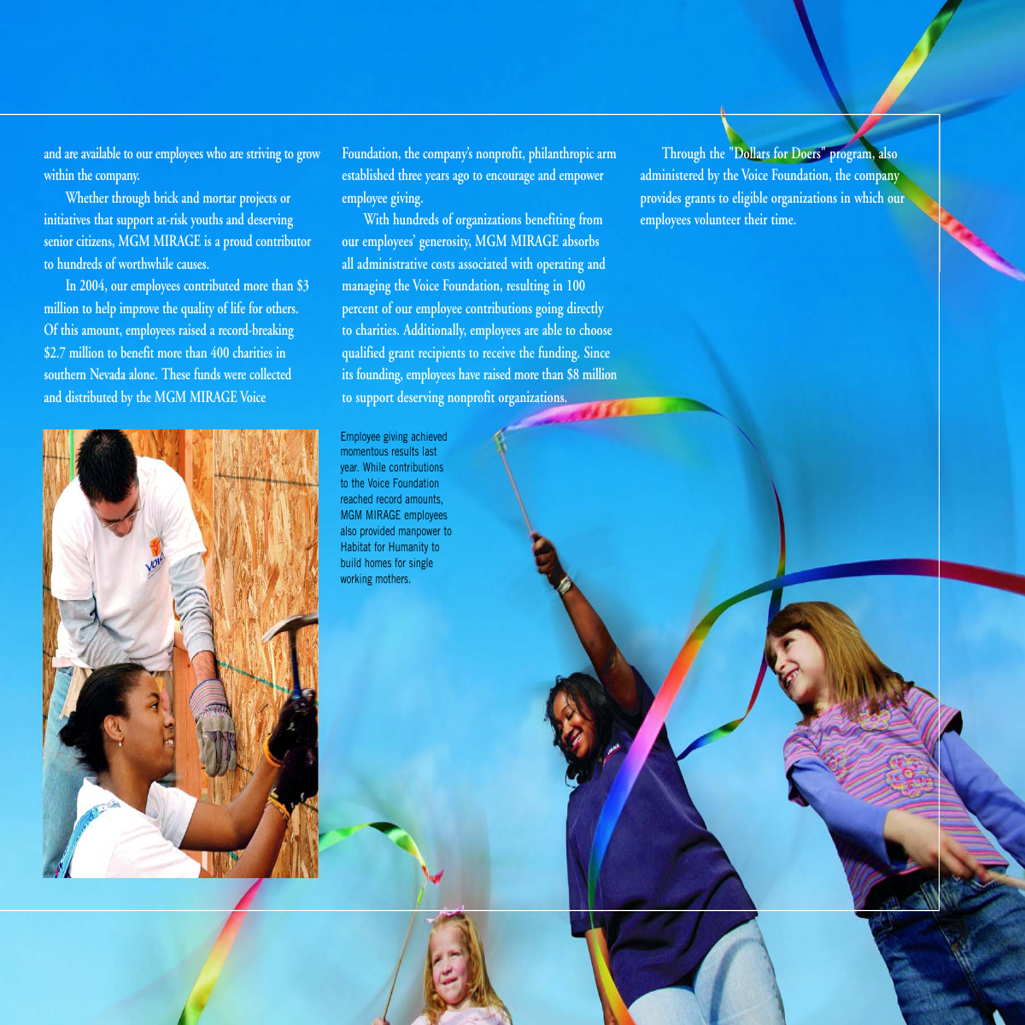 and are available to our employees who are striving to grow
within the company.
Whether through brick and mortar projects or
initiatives that support at-risk youths and deserving
senior citizens, MGM MIRAGE is a proud contributor
to hundreds of worthwhile causes.
In 2004, our employees contributed more than $3
million to help improve the quality of life for others.
Of this amount, employees raised a record-breaking
$2.7 million to benefit more than 400 charities in
southern Nevada alone. These funds were collected
and distributed by the MGM MIRAGE Voice
Foundation, the company's nonprofit, philanthropic arm
established three years ago to encourage and empower
employee giving.
With hundreds of organizations benefiting from
our employees' generosity, MGM MIRAGE absorbs
all administrative costs associated with operating and
managing the Voice Foundation, resulting in 100
percent of our employee contributions going directly
to charities. Additionally, employees are able to choose
qualified grant recipients to receive the funding. Since
its founding, employees have raised more than $8 million
to support deserving nonprofit organizations.
Through the "Dollars for Doers" program, also
administered by the Voice Foundation, the company
provides grants to eligible organizations in which our
employees volunteer their time.
Employee giving achieved
momentous results last
year. While contributions
to the Voice Foundation
reached record amounts,
MGM MIRAGE employees
also provided manpower to
Habitat for Humanity to
build homes for single
working mothers.